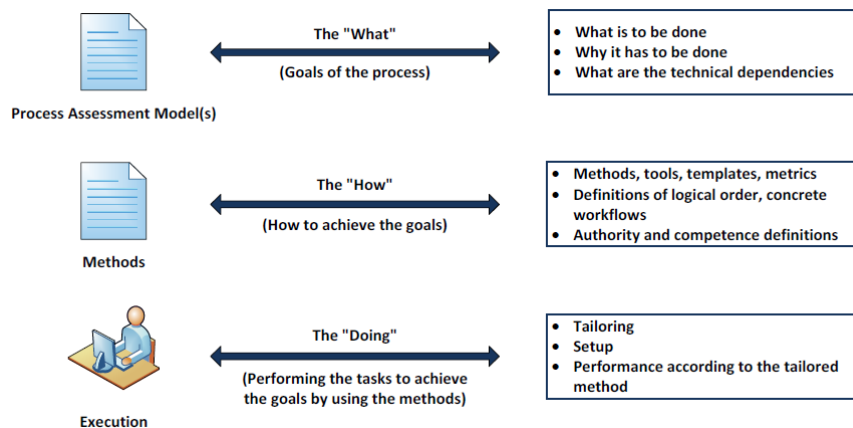 The "What"
(Goals of the process)
Process Assessment Model(s)
• What is to be done
• Why it has to be done
• What are the technical dependencies
The "How"
(How to achieve the goals)
Methods
• Methods, tools, templates, metrics
• Definitions of logical order, concrete
workflows
• Authority and competence definitions
The "Doing"
(Performing the tasks to achieve
the goals by using the methods)
Execution
• Tailoring
• Setup
• Performance according to the tailored
method